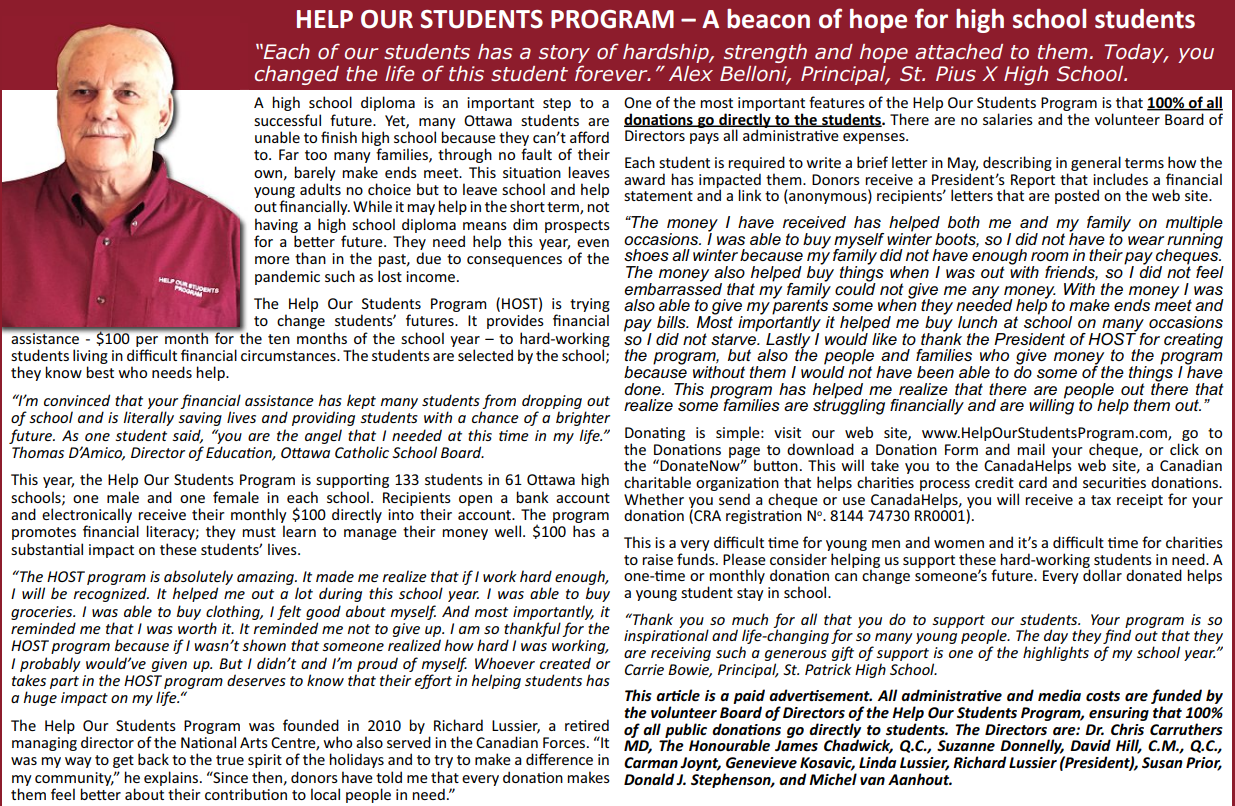 HELP OUR STUDENTS PROGRAM – A beacon of hope for high school students
“Each of our students has a story of hardship, strength and hope attached to them. Today, you
changed the life of this student forever.” Alex Belloni, Principal, St. Pius X High School.
HELP OUR STUDENTS
PROGRAM
A high school diploma is an important step to a
successful future. Yet, many Ottawa students are
unable to finish high school because they can’t afford
to. Far too many families, through no fault of their
own, barely make ends meet. This situation leaves
young adults no choice but to leave school and help
out financially. While it may help in the short term, not
having a high school diploma means dim prospects
for a better future. They need help this year, even
more than in the past, due to consequences of the
pandemic such as lost income.
The Help Our Students Program (HOST) is trying
to change students’ futures. It provides financial
assistance - $100 per month for the ten months of the school year – to hard-working
students living in difficult financial circumstances. The students are selected by the school;
they know best who needs help.
“I’m convinced that your financial assistance has kept many students from dropping out
of school and is literally saving lives and providing students with a chance of a brighter
future. As one student said, “you are the angel that I needed at this time in my life.”
Thomas D’Amico, Director of Education, Ottawa Catholic School Board.
This year, the Help Our Students Program is supporting 133 students in 61 Ottawa high
schools; one male and one female in each school. Recipients open a bank account
and electronically receive their monthly $100 directly into their account. The program
promotes financial literacy; they must learn to manage their money well. $100 has a
substantial impact on these students’ lives.
“The HOST program is absolutely amazing. It made me realize that if I work hard enough,
I will be recognized. It helped me out a lot during this school year. I was able to buy
groceries. I was able to buy clothing, I felt good about myself. And most importantly, it
reminded me that I was worth it. It reminded me not to give up. I am so thankful for the
HOST program because if I wasn’t shown that someone realized how hard I was working,
I probably would’ve given up. But I didn’t and I’m proud of myself. Whoever created or
takes part in the HOST program deserves to know that their effort in helping students has
a huge impact on my life.“
The Help Our Students Program was founded in 2010 by Richard Lussier, a retired
managing director of the National Arts Centre, who also served in the Canadian Forces. “It
was my way to get back to the true spirit of the holidays and to try to make a difference in
my community,” he explains. “Since then, donors have told me that every donation makes
them feel better about their contribution to local people in need.”
One of the most important features of the Help Our Students Program is that 100% of all
donations go directly to the students. There are no salaries and the volunteer Board of
Directors pays all administrative expenses.
Each student is required to write a brief letter in May, describing in general terms how the
award has impacted them. Donors receive a President’s Report that includes a financial
statement and a link to (anonymous) recipients’ letters that are posted on the web site.
“The money I have received has helped both me and my family on multiple
occasions. I was able to buy myself winter boots, so I did not have to wear running
shoes all winter because my family did not have enough room in their pay cheques.
The money also helped buy things when I was out with friends, so I did not feel
embarrassed that my family could not give me any money. With the money I was
also able to give my parents some when they needed help to make ends meet and
pay bills. Most importantly it helped me buy lunch at school on many occasions
so I did not starve. Lastly I would like to thank the President of HOST for creating
the program, but also the people and families who give money to the program
because without them I would not have been able to do some of the things I have
done. This program has helped me realize that there are people out there that
realize some families are struggling financially and are willing to help them out.”
Donating is simple: visit our web site, www.HelpOurStudentsProgram.com, go to
the Donations page to download a Donation Form and mail your cheque, or click on
the “DonateNow” button. This will take you to the CanadaHelps web site, a Canadian
charitable organization that helps charities process credit card and securities donations.
Whether you send a cheque or use CanadaHelps, you will receive a tax receipt for your
donation (CRA registration Nº. 8144 74730 RR0001).
This is a very difficult time for young men and women and it’s a difficult time for charities
to raise funds. Please consider helping us support these hard-working students in need. A
one-time or monthly donation can change someone’s future. Every dollar donated helps
a young student stay in school.
“Thank you so much for all that you do to support our students. Your program is so
inspirational and life-changing for so many young people. The day they find out that they
are receiving such a generous gift of support is one of the highlights of my school year.”
Carrie Bowie, Principal, St. Patrick High School.
This article is a paid advertisement. All administrative and media costs are funded by
the volunteer Board of Directors of the Help Our Students Program, ensuring that 100%
of all public donations go directly to students. The Directors are: Dr. Chris Carruthers
MD, The Honourable James Chadwick, Q.C., Suzanne Donnelly, David Hill, C.M., Q.C.,
Carman Joynt, Genevieve Kosavic, Linda Lussier, Richard Lussier (President), Susan Prior,
Donald J. Stephenson, and Michel van Aanhout.